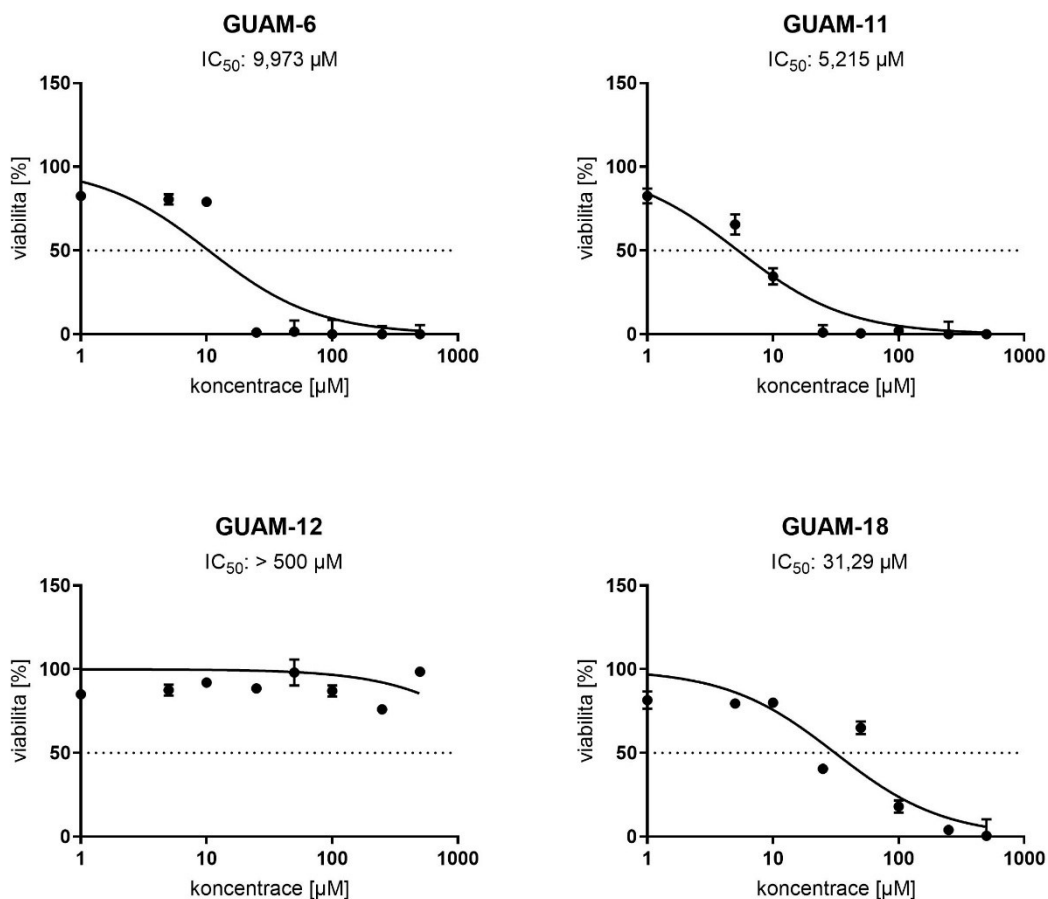 GUAM-6
IC50: 9,973 µM
150
100
50
0
viabilita [%]
1 10 100 1000
koncentrace [µM]
GUAM-11
IC50: 5,215 µM
150
100
50
0
viabilita [%]
1 10 100 1000
koncentrace [µM]
GUAM-12
IC50: > 500 µM
150
100
50
0
viabilita [%]
1 10 100 1000
koncentrace [µM]
GUAM-18
IC50: 31,29 µM
150
100
50
0
viabilita [%]
1 10 100 1000
koncentrace [µM]